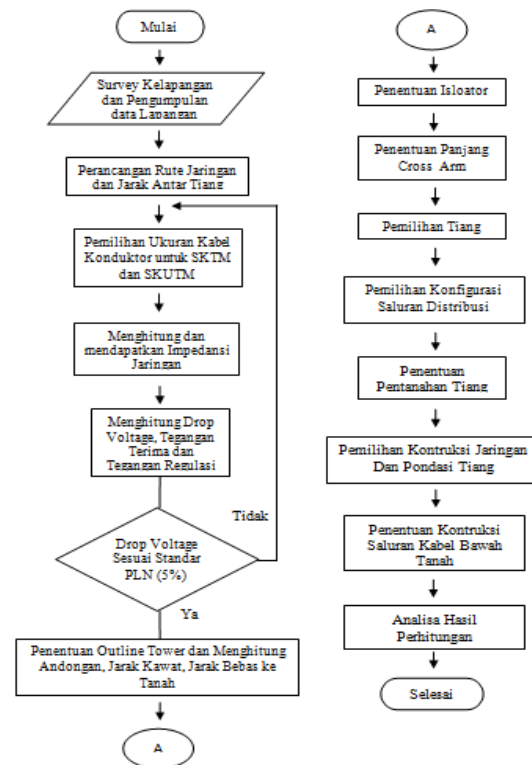 Mulai
Survey Kelapangan
dan Pengumpulan
data Lapangan
Perancangan Rute Jaringan
dan Jarak Antar Tiang
Pemilihan Ukuran Kabel
Konduktor untuk SKTM
dan SKUTM
Menghitung dan
mendapatkan Impedansi
Jaringan
Menghitung Drop
Voltage, Tegangan
Terima dan
Tegangan Regulasi
Tidak
Drop Voltage
Sesuai Standar
PLN (5%)
Ya
Penentuan Outline Tower dan Menghitung
Andongan, Jarak Kawat, Jarak Bebas ke
Tanah
A
A
Penentuan Isloator
Penentuan Panjang
Cross Arm
Pemilihan Tiang
Pemilihan Konfigurasi
Saluran Distribusi
Penentuan
Pentanahan Tiang
Pemilihan Kontruksi Jaringan
Dan Pondasi Tiang
Penentuan Kontruksi
Saluran Kabel Bawah
Tanah
Analisa Hasil
Perhitungan
Selesai